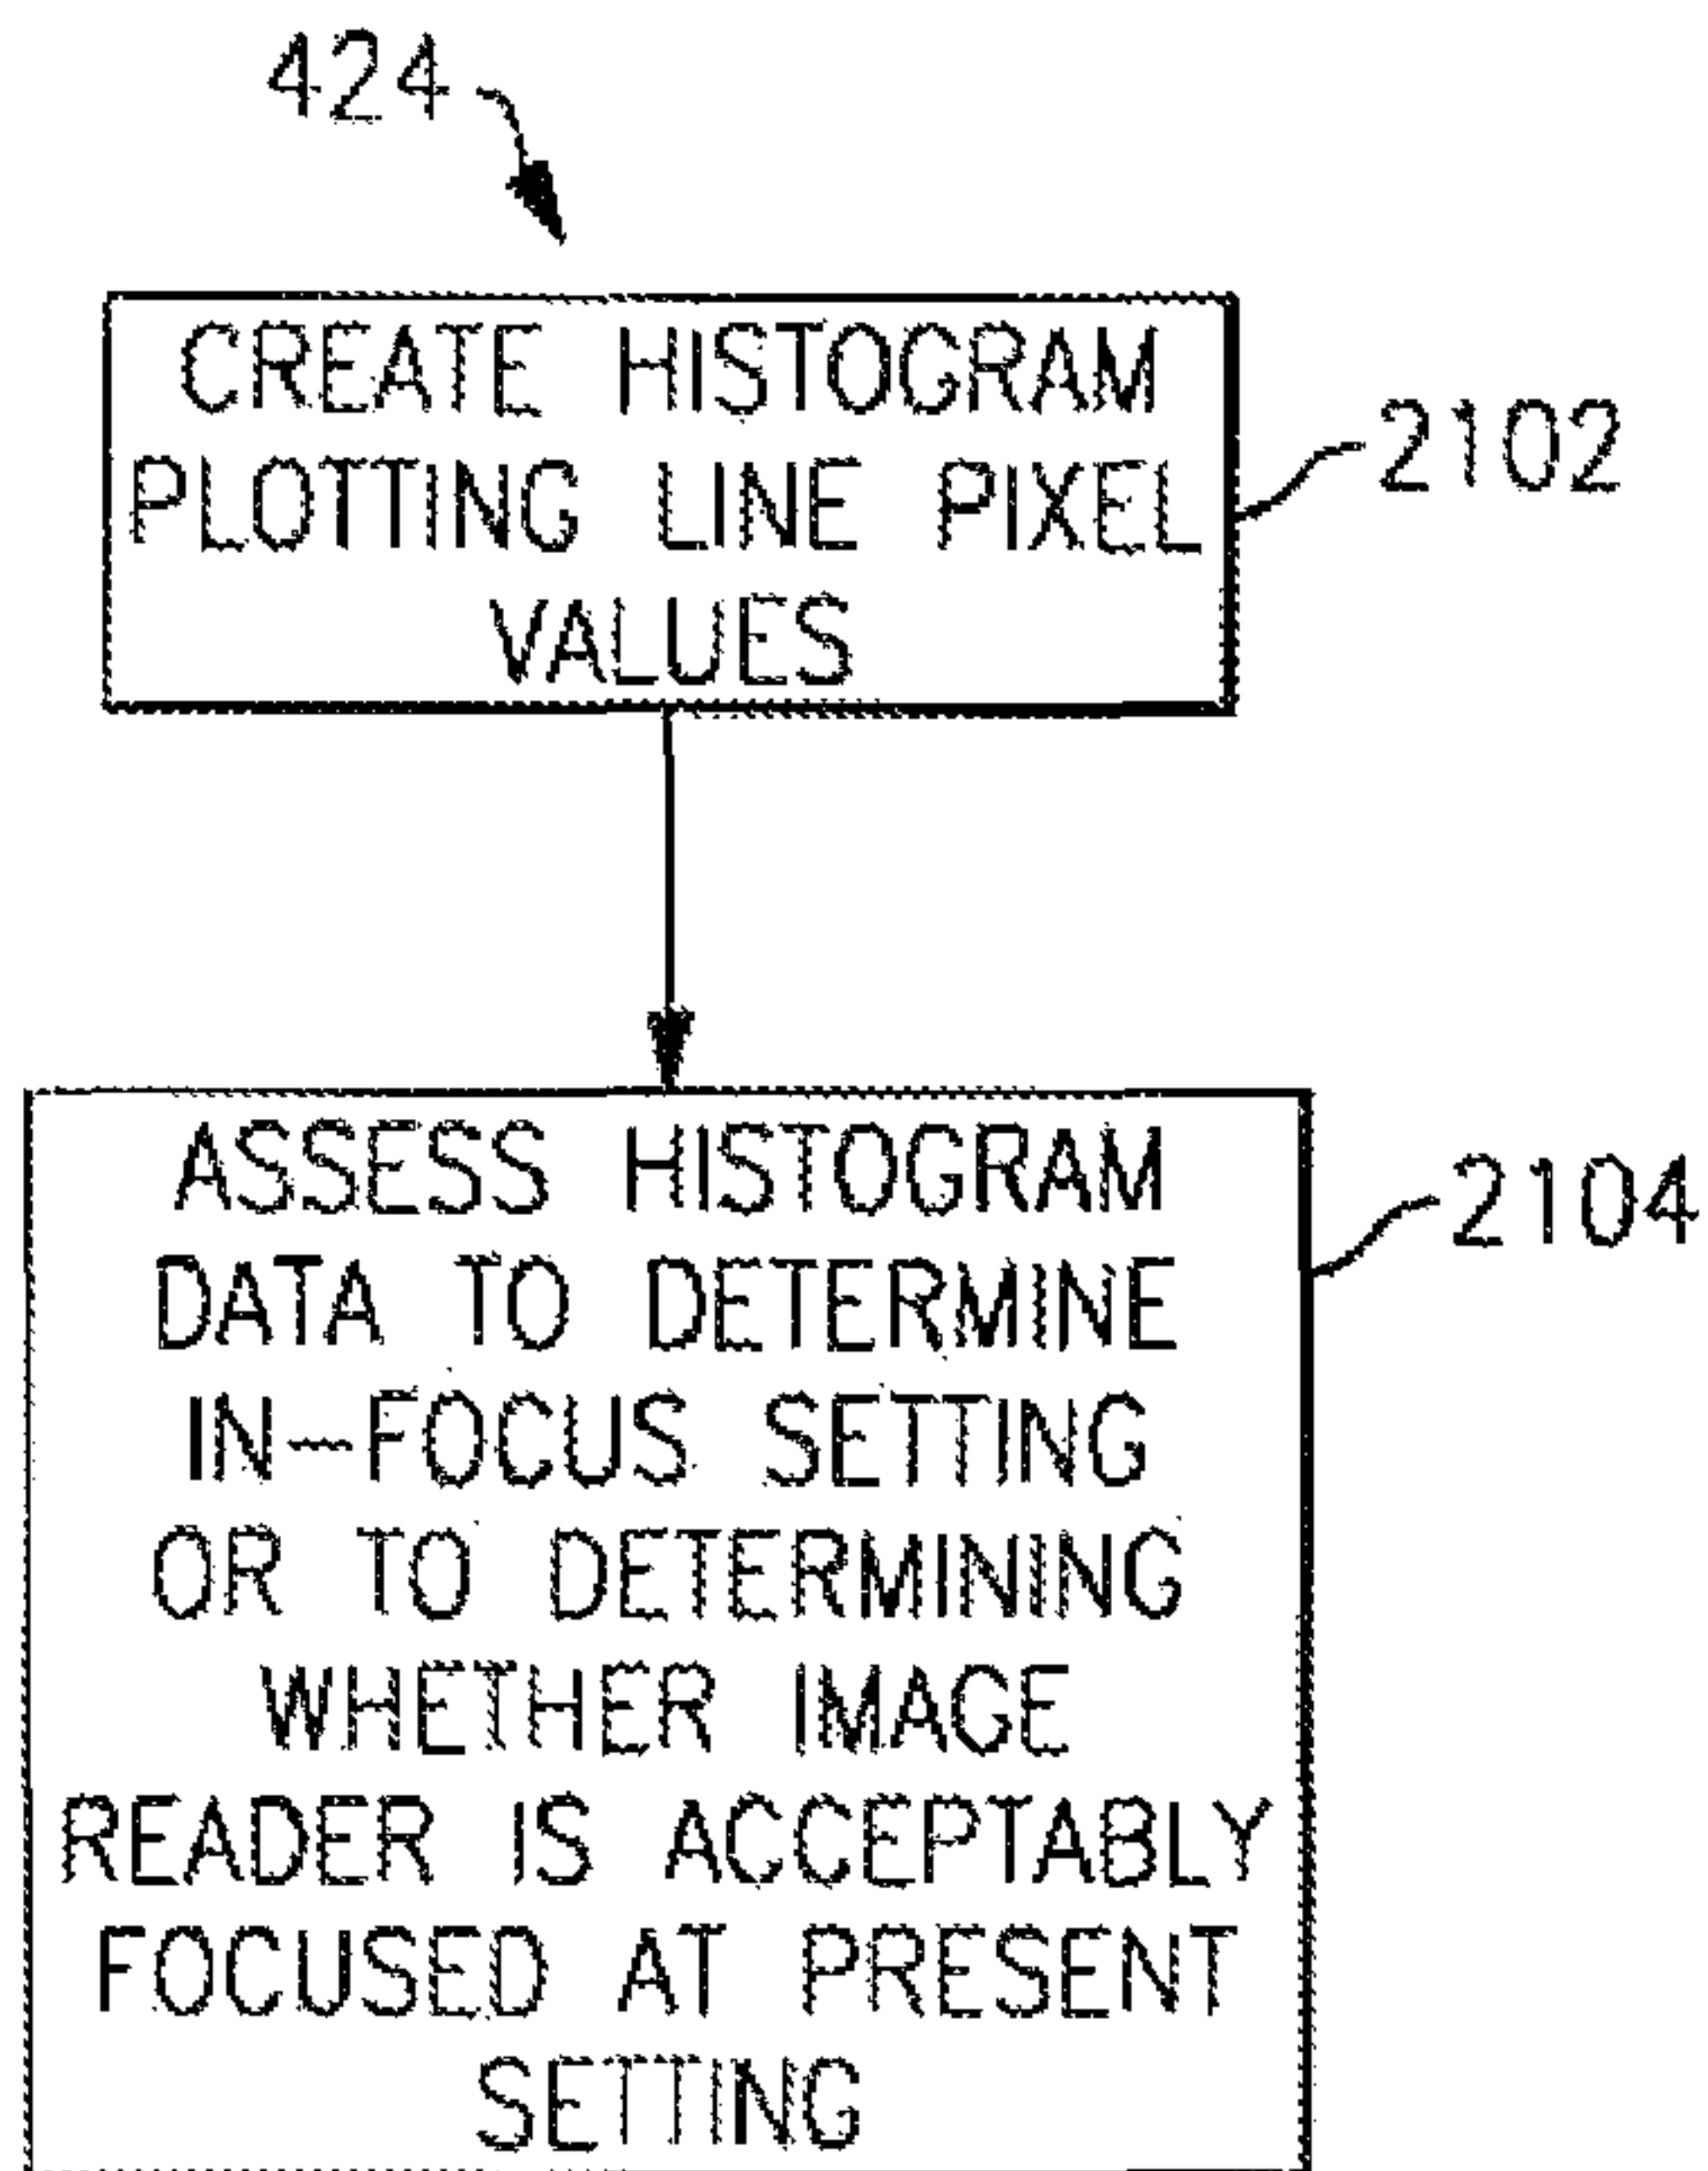 424
CREATE HISTOGRAM
PLOTTING LINE PIXEL
VALUES
2102
ASSESS HISTOGRAM
DATA TO DETERMINE
IN-FOCUS SETTING
OR TO DETERMINING
WHETHER IMAGE
READER IS ACCEPTABLY
FOCUSED AT PRESENT
SETTING
2104